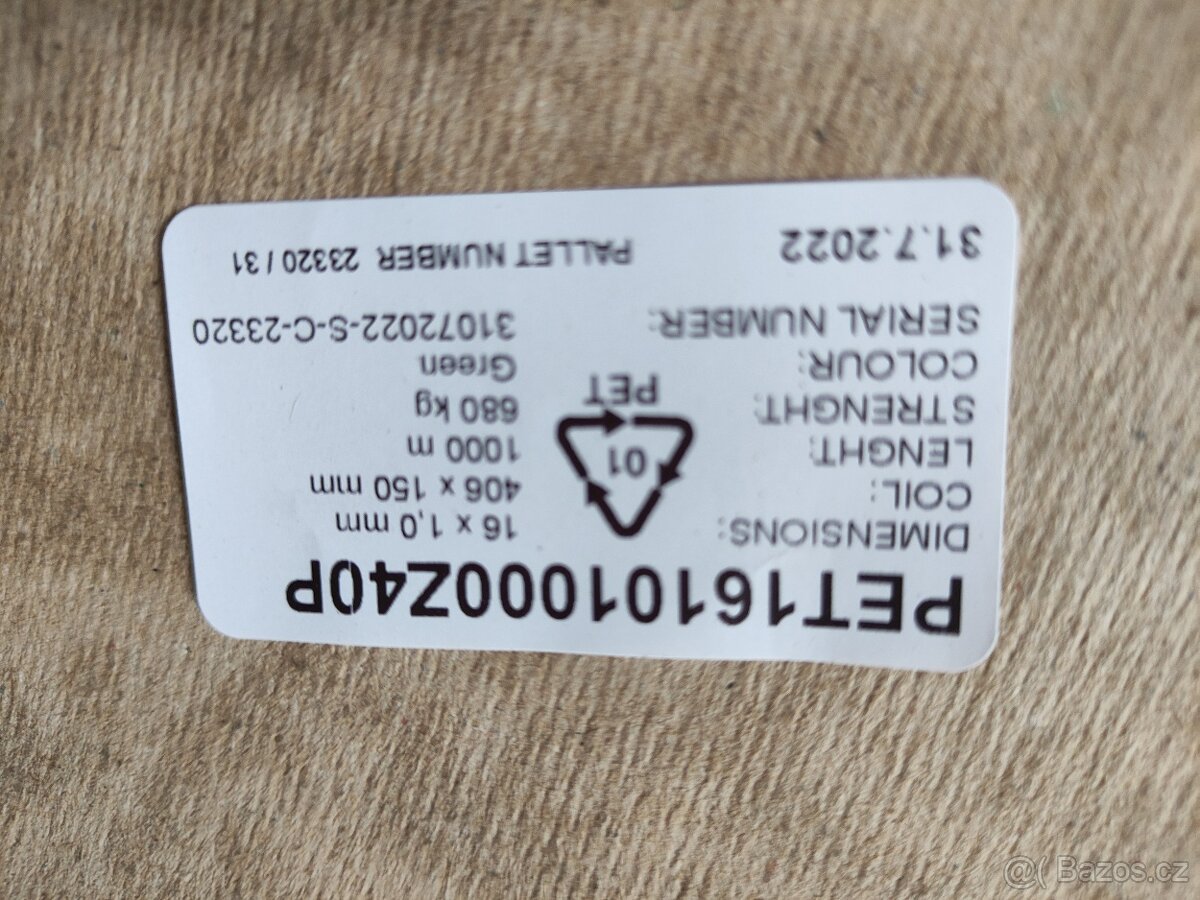 PET16101000Z40P
DIMENSIONS: 16 x 1,0 mm
COIL: 406 x 150 mm
LENGHT: 1000 m
STRENGHT: 680 kg
COLOUR: Green
SERIAL NUMBER: 31072022-S-C-23320
01
PET
31.7.2022 PALLET NUMBER 23320 / 31
@( Bazos.cz